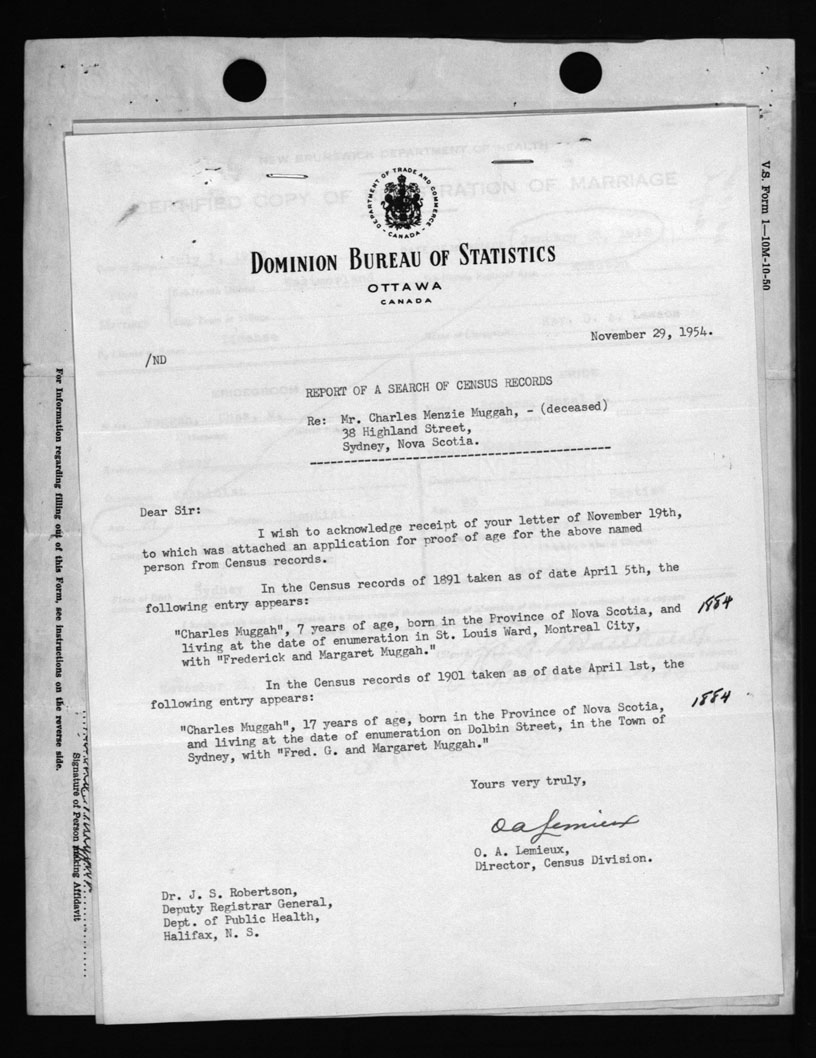 NEW BRUNSWICK DEPARTMENT OF HEALTH
CERTIFIED COPY OF REGISTRATION OF MARRIAGE
DEPARTMENT OF TRADE AND COMMERCE
- CANADA -
DOMINION BUREAU OF STATISTICS
OTTAWA
CANADA
November 29, 1954.
/ND
REPORT OF A SEARCH OF CENSUS RECORDS
Re: Mr. Charles Menzie Muggah, - (deceased)
38 Highland Street,
Sydney, Nova Scotia.
Dear Sir:
I wish to acknowledge receipt of your letter of November 19th,
to which was attached an application for proof of age for the above named
person from Census records.
In the Census records of 1891 taken as of date April 5th, the
following entry appears:
"Charles Muggah", 7 years of age, born in the Province of Nova Scotia, and
living at the date of enumeration in St. Louis Ward, Montreal City,
with "Frederick and Margaret Muggah."
1884
In the Census records of 1901 taken as of date April 1st, the
following entry appears:
"Charles Muggah", 17 years of age, born in the Province of Nova Scotia,
and living at the date of enumeration on Dolbin Street, in the Town of
Sydney, with "Fred. G. and Margaret Muggah."
1884
Yours very truly,
O A Lemieux
O. A. Lemieux,
Director, Census Division.
Dr. J. S. Robertson,
Deputy Registrar General,
Dept. of Public Health,
Halifax, N. S.
V.S. Form 1—10M-10-50
For Information regarding filling out of this Form, see Instructions on the reverse side.
Signature of Person Making Affidavit